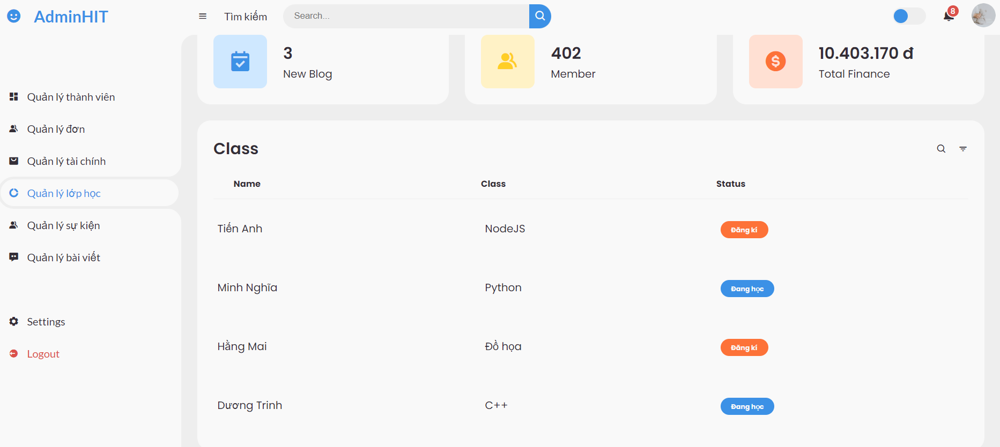 AdminHIT
Tìm kiếm
Search...
8
Quản lý thành viên
Quản lý đơn
Quản lý tài chính
Quản lý lớp học
Quản lý sự kiện
Quản lý bài viết
Settings
Logout
3
New Blog
402
Member
10.403.170 đ
Total Finance
Class
Name Class Status
Tiến Anh NodeJS Đăng kí
Minh Nghĩa Python Đang học
Hằng Mai Đồ họa Đăng kí
Dương Trinh C++ Đang học